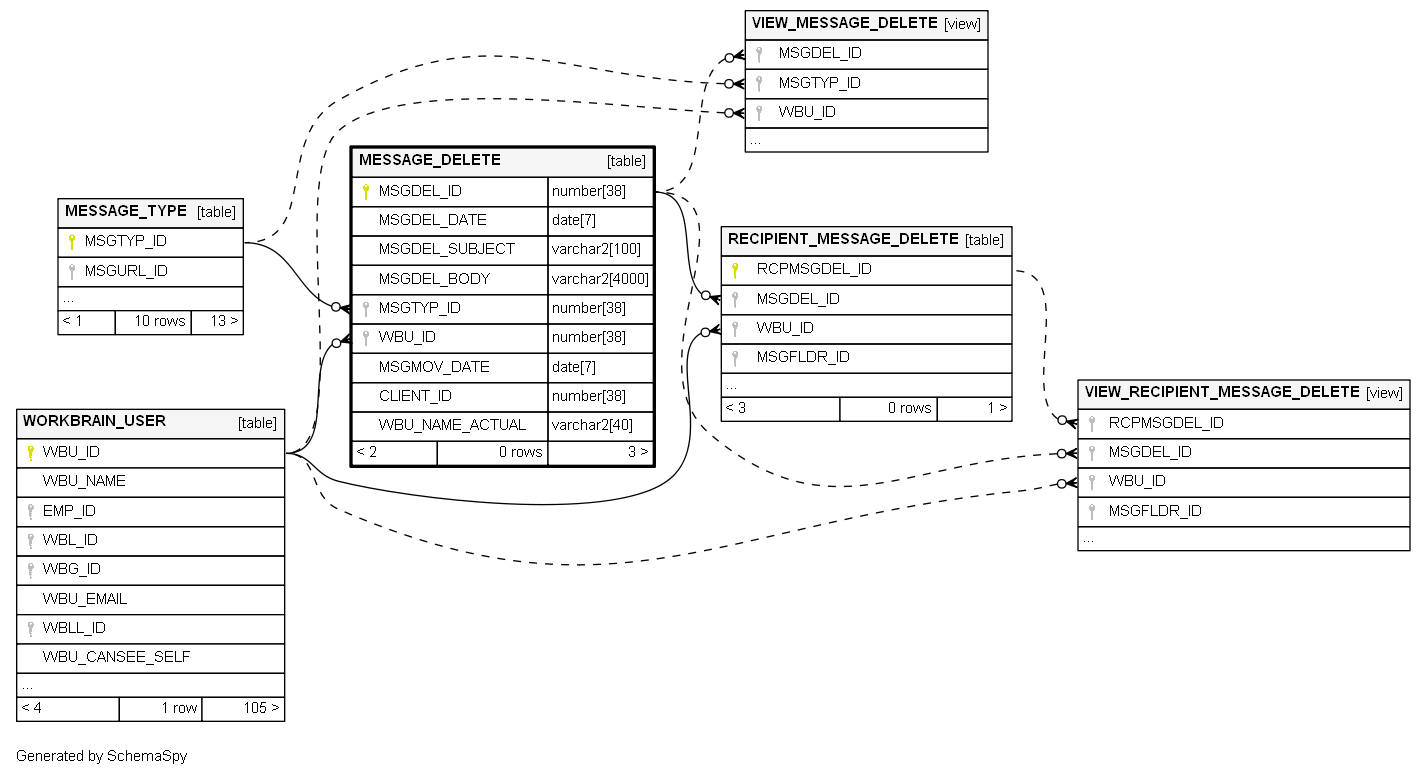 VIEW_MESSAGE_DELETE [view]
MSGDEL_ID
MSGTYP_ID
WBU_ID
...
MESSAGE_DELETE [table]
MSGDEL_ID number[38]
MSGDEL_DATE date[7]
MSGDEL_SUBJECT varchar2[100]
MSGDEL_BODY varchar2[4000]
MSGTYP_ID number[38]
WBU_ID number[38]
MSGMOV_DATE date[7]
CLIENT_ID number[38]
WBU_NAME_ACTUAL varchar2[40]
< 2 0 rows 3 >
MESSAGE_TYPE [table]
MSGTYP_ID
MSGURL_ID
...
< 1 10 rows 13 >
RECIPIENT_MESSAGE_DELETE [table]
RCPMSGDEL_ID
MSGDEL_ID
WBU_ID
MSGFLDR_ID
...
< 3 0 rows 1 >
VIEW_RECIPIENT_MESSAGE_DELETE [view]
RCPMSGDEL_ID
MSGDEL_ID
WBU_ID
MSGFLDR_ID
...
WORKBRAIN_USER [table]
WBU_ID
WBU_NAME
EMP_ID
WBL_ID
WBG_ID
WBU_EMAIL
WBLL_ID
WBU_CANSEE_SELF
...
< 4 1 row 105 >
Generated by SchemaSpy